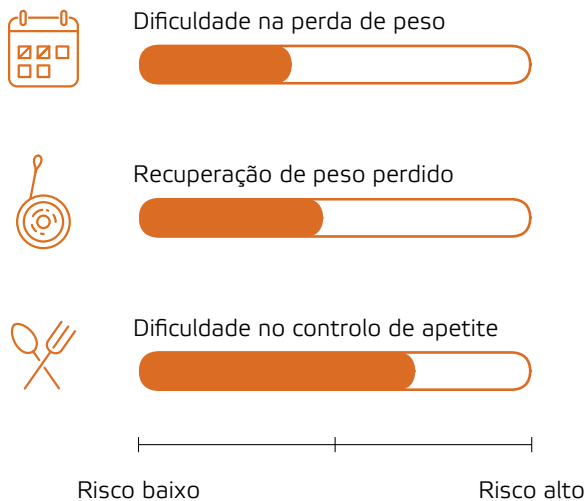 Dificuldade na perda de peso
Recuperação de peso perdido
Dificuldade no controlo de apetite
Risco baixo
Risco alto